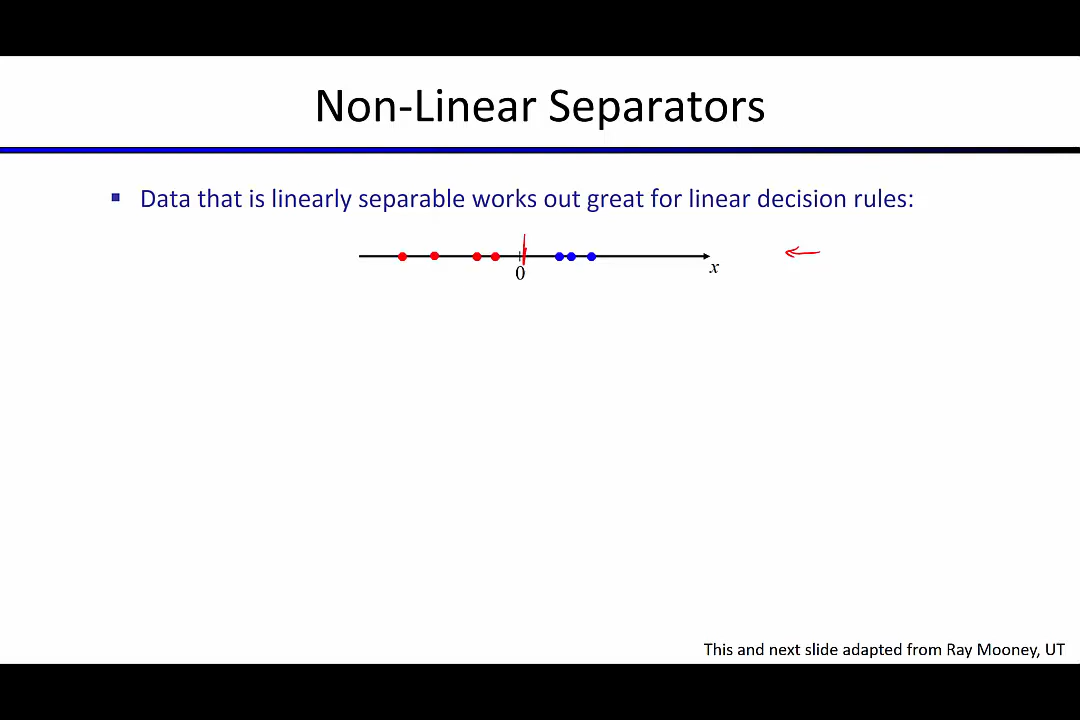 Non-Linear Separators
▪ Data that is linearly separable works out great for linear decision rules:
0
x
This and next slide adapted from Ray Mooney, UT